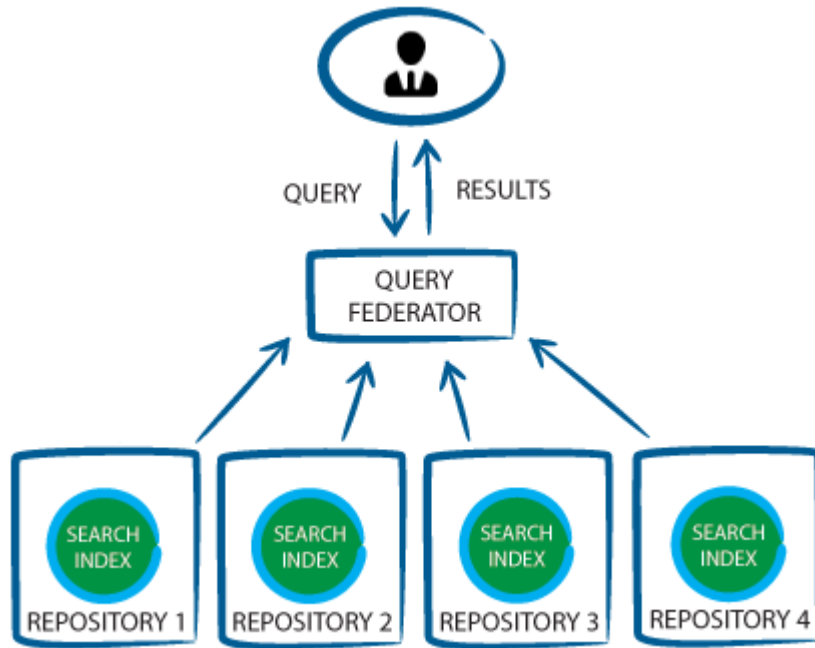 QUERY
RESULTS
QUERY
FEDERATOR
SEARCH
INDEX
REPOSITORY 1
SEARCH
INDEX
REPOSITORY 2
SEARCH
INDEX
REPOSITORY 3
SEARCH
INDEX
REPOSITORY 4